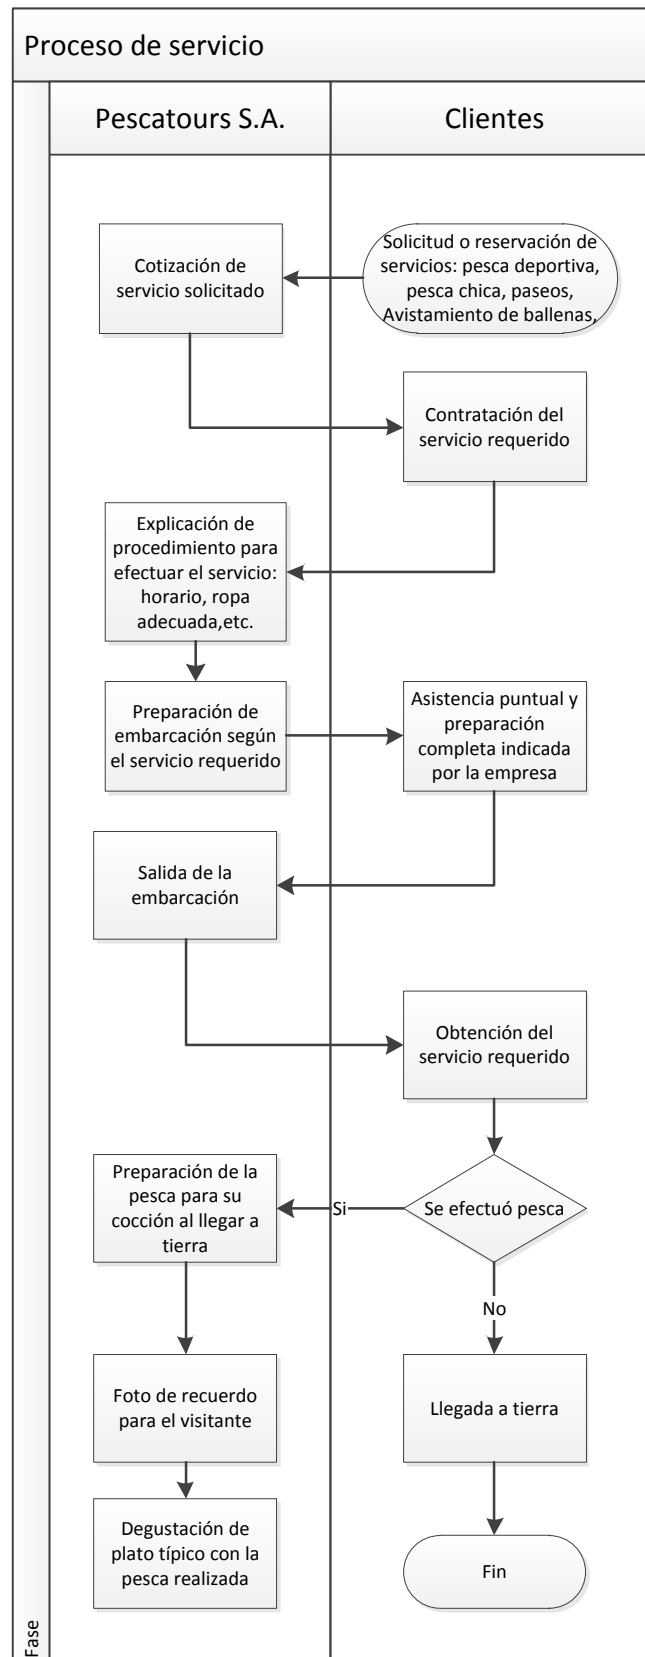 Proceso de servicio
Pescatours S.A.
Clientes
Solicitud o reservación de
servicios: pesca deportiva,
pesca chica, paseos,
Avistamiento de ballenas,
Cotización de
servicio solicitado
Contratación del
servicio requerido
Explicación de
procedimiento para
efectuar el servicio:
horario, ropa
adecuada,etc.
Preparación de
embarcación según
el servicio requerido
Asistencia puntual y
preparación
completa indicada
por la empresa
Salida de la
embarcación
Obtención del
servicio requerido
Se efectuó pesca
Si
Preparación de la
pesca para su
cocción al llegar a
tierra
No
Foto de recuerdo
para el visitante
Llegada a tierra
Degustación de
plato típico con la
pesca realizada
Fin
Fase